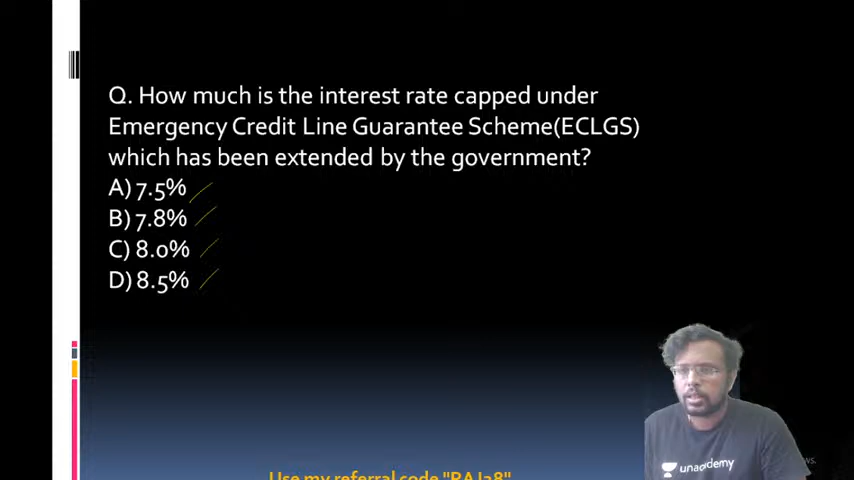 Q. How much is the interest rate capped under
Emergency Credit Line Guarantee Scheme(ECLGS)
which has been extended by the government?
A) 7.5%
B) 7.8%
C) 8.0%
D) 8.5%
unacademy
Use my referral code "RAJ28"